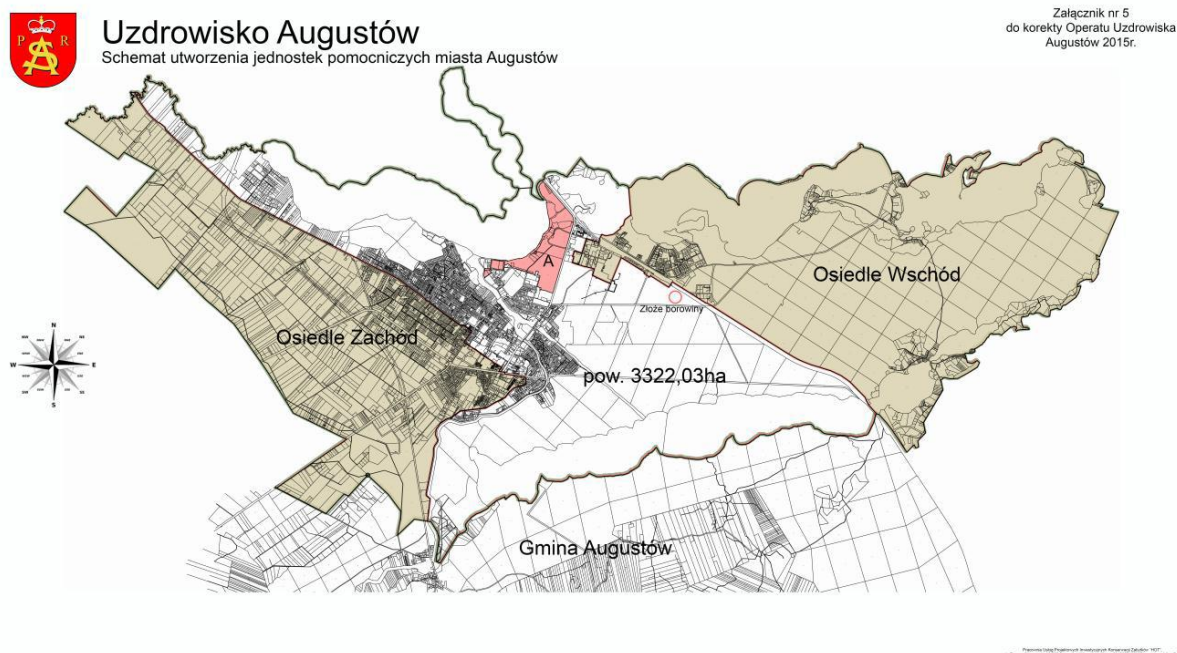 P R
AS
Uzdrowisko Augustów
Schemat utworzenia jednostek pomocniczych miasta Augustów
Załącznik nr 5
do korekty Operatu Uzdrowiska
Augustów 2015r.
A
Osiedle Wschód
Złoże borowiny
Osiedle Zachód
pow. 3322,03ha
N
W
E
S
Gmina Augustów